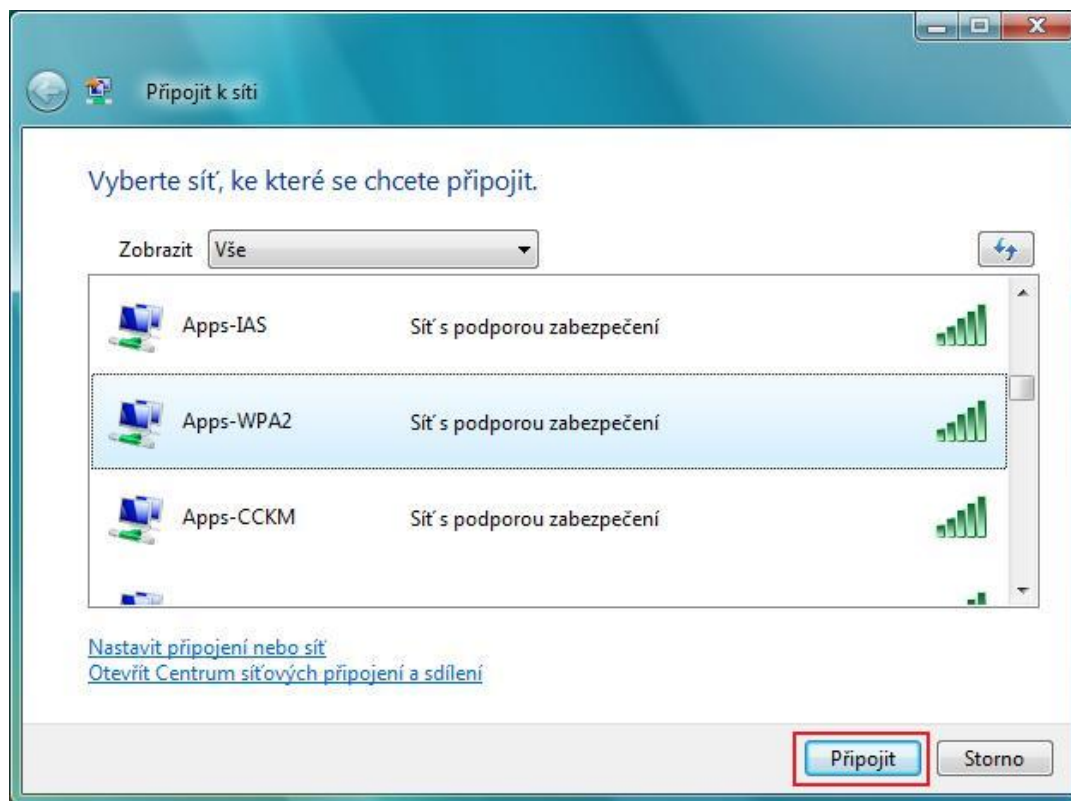 Připojit k síti
Vyberte síť, ke které se chcete připojit.
Zobrazit Vše
Apps-IAS Síť s podporou zabezpečení
Apps-WPA2 Síť s podporou zabezpečení
Apps-CCKM Síť s podporou zabezpečení
Nastavit připojení nebo síť
Otevřít Centrum síťových připojení a sdílení
Připojit Storno